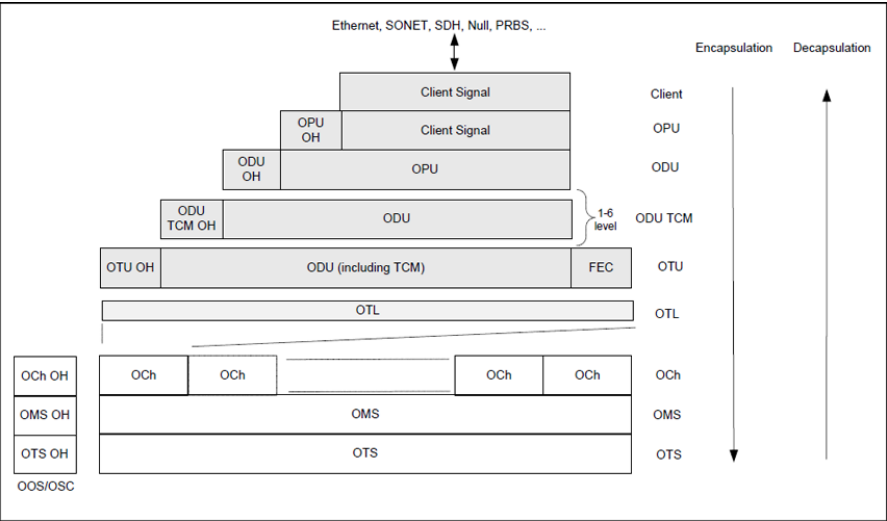 Ethernet, SONET, SDH, Null, PRBS, ...
Encapsulation
Decapsulation
Client Signal
Client
OPU
OH
Client Signal
OPU
ODU
OH
OPU
ODU
ODU
TCM OH
ODU
1-6
level
ODU TCM
OTU OH
ODU (including TCM)
FEC
OTU
OTL
OTL
OCh OH
OCh
OCh
OCh
OCh
OCh
OMS OH
OMS
OMS
OTS OH
OTS
OTS
OOS/OSC